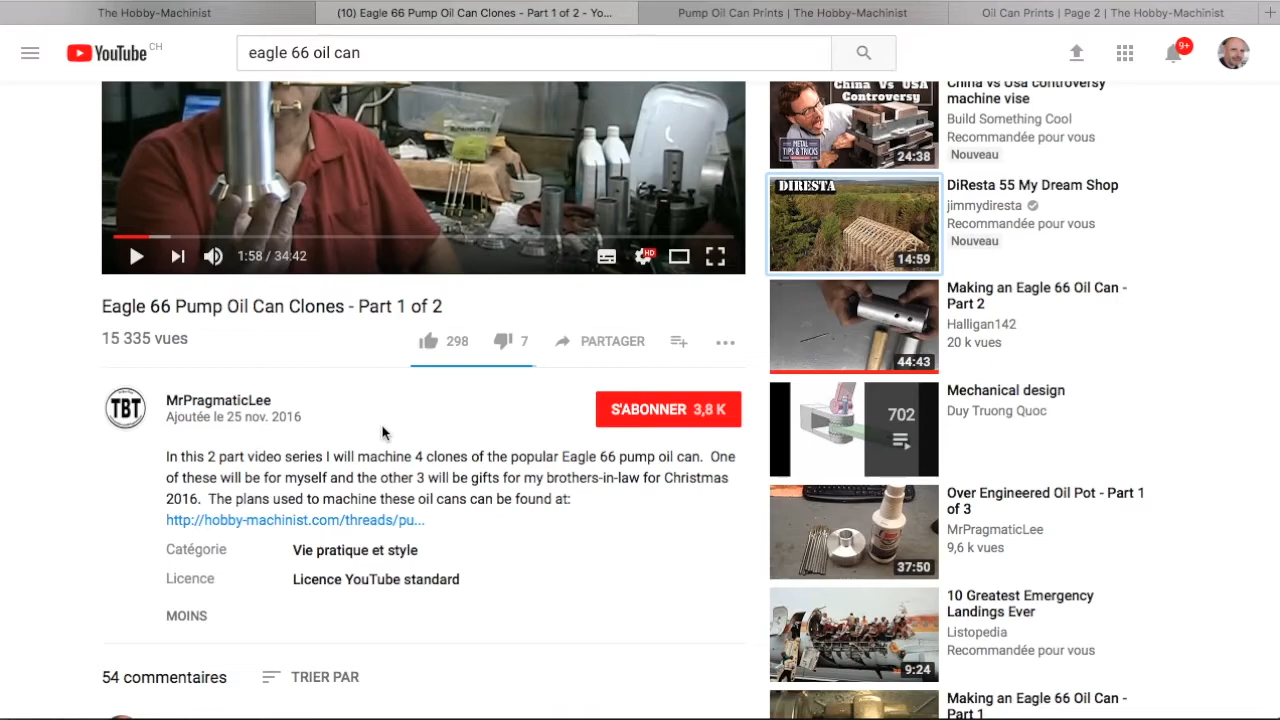 The Hobby-Machinist
(10) Eagle 66 Pump Oil Can Clones - Part 1 of 2 - Yo...
Pump Oil Can Prints | The Hobby-Machinist
Oil Can Prints | Page 2 | The Hobby-Machinist
YouTube CH
eagle 66 oil can
9+
1:58 / 34:42
HD
Eagle 66 Pump Oil Can Clones - Part 1 of 2
15 335 vues
298
7
PARTAGER
TBT
MrPragmaticLee
Ajoutée le 25 nov. 2016
S'ABONNER 3,8 K
In this 2 part video series I will machine 4 clones of the popular Eagle 66 pump oil can. One
of these will be for myself and the other 3 will be gifts for my brothers-in-law for Christmas
2016. The plans used to machine these oil cans can be found at:
http://hobby-machinist.com/threads/pu...
Catégorie
Vie pratique et style
Licence
Licence YouTube standard
MOINS
54 commentaires
TRIER PAR
China vs USA
Controversy
METAL
TIPS & TRICKS
24:38
China vs Usa controversy
machine vise
Build Something Cool
Recommandée pour vous
Nouveau
DIRESTA
14:59
DiResta 55 My Dream Shop
jimmydiresta
Recommandée pour vous
Nouveau
44:43
Making an Eagle 66 Oil Can -
Part 2
Halligan142
20 k vues
702
Mechanical design
Duy Truong Quoc
37:50
Over Engineered Oil Pot - Part 1
of 3
MrPragmaticLee
9,6 k vues
9:24
10 Greatest Emergency
Landings Ever
Listopedia
Recommandée pour vous
Making an Eagle 66 Oil Can -
Part 1